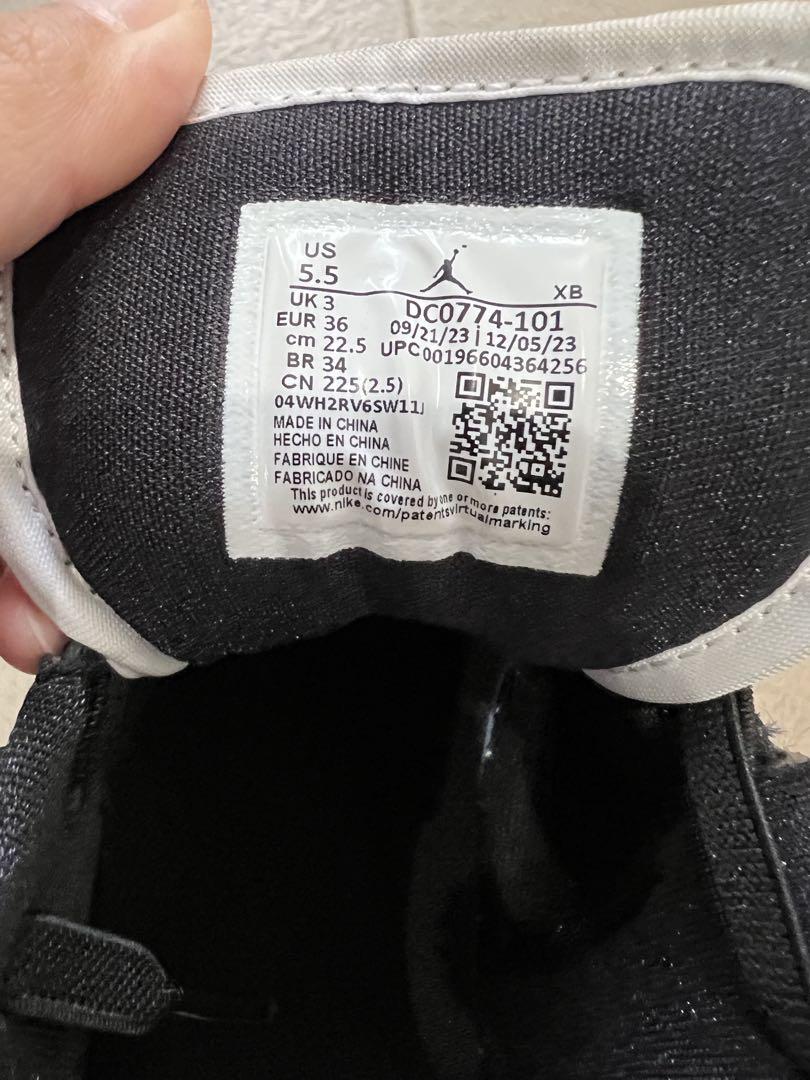 US
5.5
XB
UK 3
DC0774-101
EUR 36
09/21/23 | 12/05/23
cm 22.5
UPC 00196604364256
BR 34
CN 225(2.5)
04WH2RV6SW11J
MADE IN CHINA
HECHO EN CHINA
FABRIQUE EN CHINE
FABRICADO NA CHINA
This product is covered by one or more patents:
www.nike.com/patentsvirtualmarking